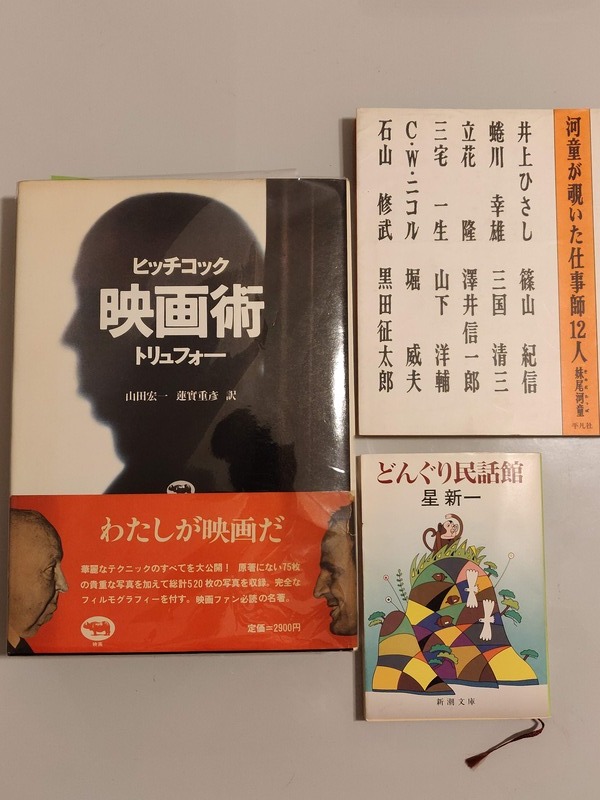 ヒッチコック
映画術
トリュフォー
山田宏一 蓮實重彦 訳
わたしが映画だ
華麗なテクニックのすべてを大公開! 原著にない75枚
の貴重な写真を加えて総計520枚の写真を収録。完全な
フィルモグラフィーを付す。映画ファン必読の名著。
定価=2900円
晶文社
河童が覗いた仕事師12人
妹尾河童
平凡社
井上ひさし 篠山紀信
蜷川幸雄 三国清三
立花隆 澤井信一郎
三宅一生 山下洋輔
C・W・ニコル 堀威夫
石山修武 黒田征太郎
どんぐり民話館
星新一
新潮文庫